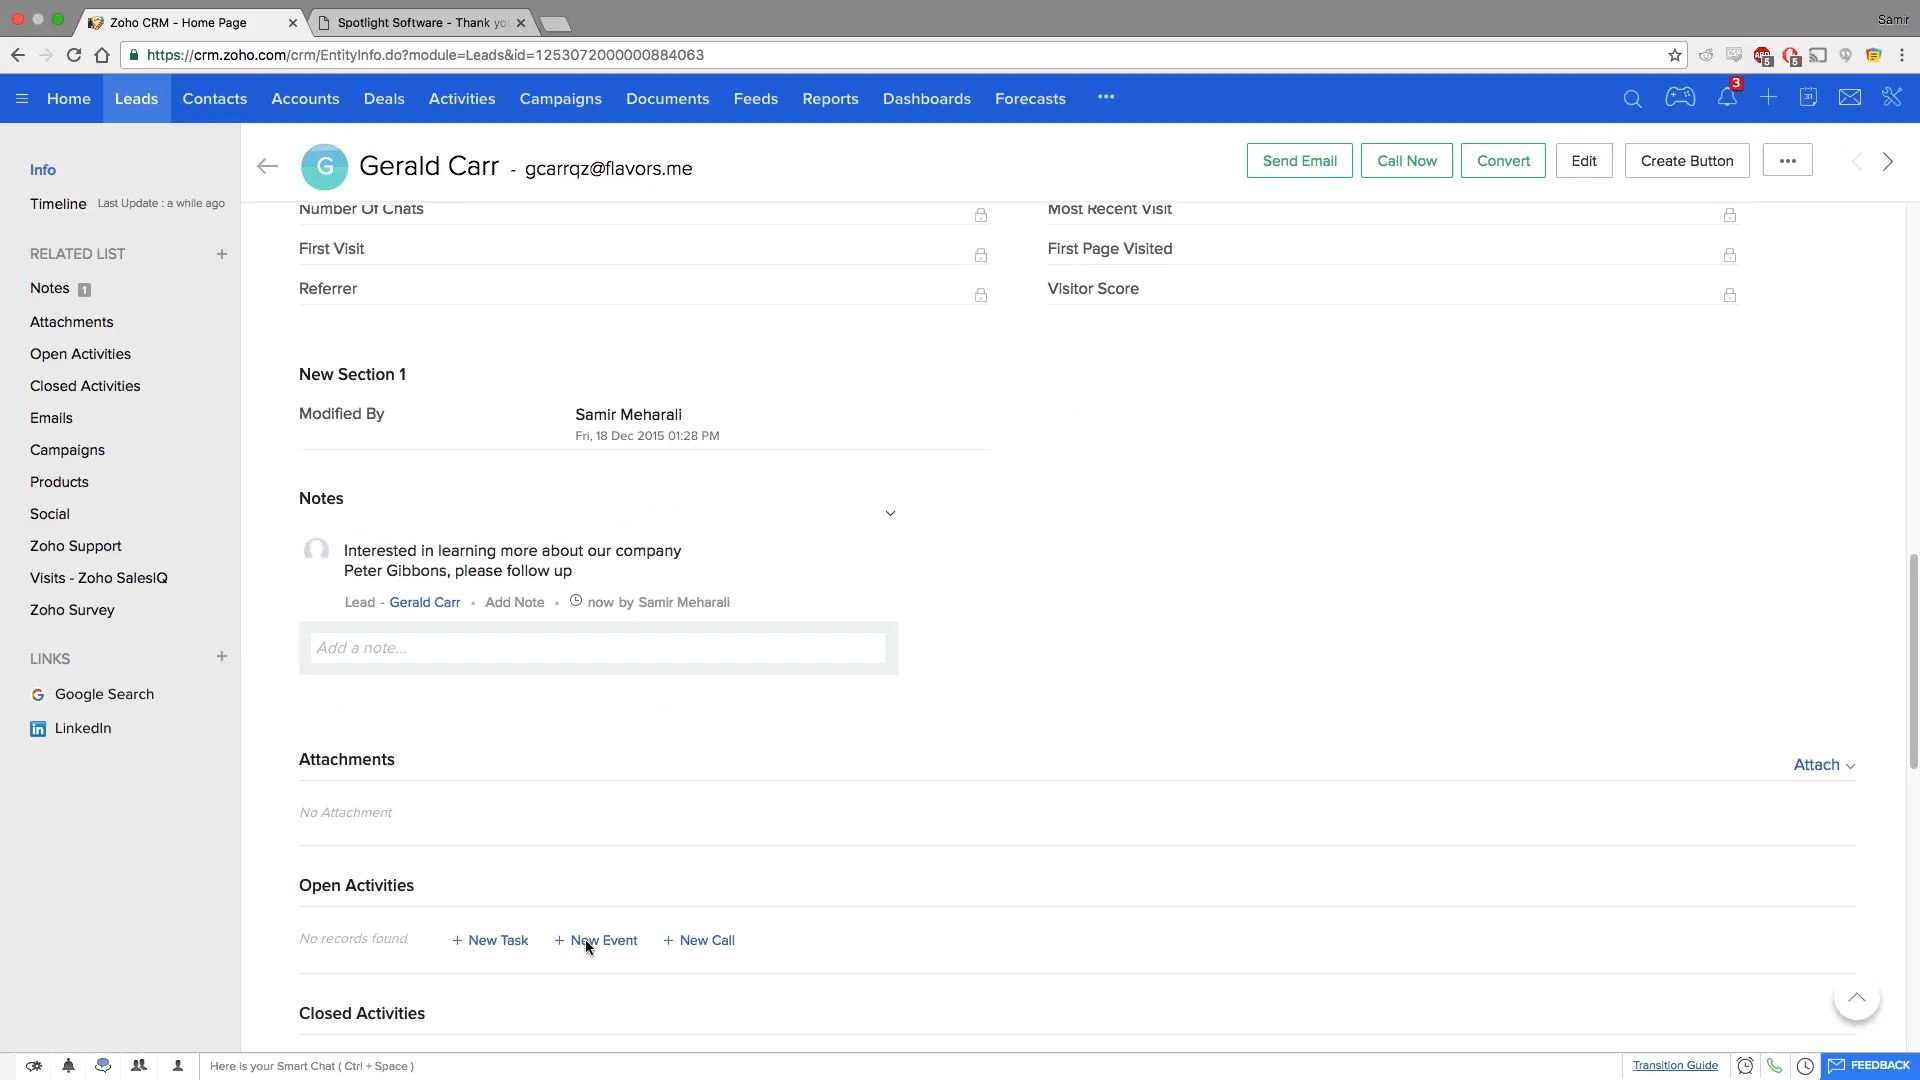 Zoho CRM - Home Page
Spotlight Software - Thank you
Samir
https://crm.zoho.com/crm/EntityInfo.do?module=Leads&id=1253072000000884063
5
5
Home Leads Contacts Accounts Deals Activities Campaigns Documents Feeds Reports Dashboards Forecasts •••
3
31
Info
Timeline Last Update : a while ago
RELATED LIST +
Notes 1
Attachments
Open Activities
Closed Activities
Emails
Campaigns
Products
Social
Zoho Support
Visits - Zoho SalesIQ
Zoho Survey
LINKS +
Google Search
LinkedIn
G Gerald Carr - gcarrqz@flavors.me
Send Email Call Now Convert Edit Create Button •••
Number Of Chats
Most Recent Visit
First Visit
First Page Visited
Referrer
Visitor Score
New Section 1
Modified By Samir Meharali
Fri, 18 Dec 2015 01:28 PM
Notes
Interested in learning more about our company
Peter Gibbons, please follow up
Lead - Gerald Carr • Add Note • now by Samir Meharali
Add a note...
Attachments
Attach
No Attachment
Open Activities
No records found + New Task + New Event + New Call
Closed Activities
Here is your Smart Chat ( Ctrl + Space )
Transition Guide
FEEDBACK